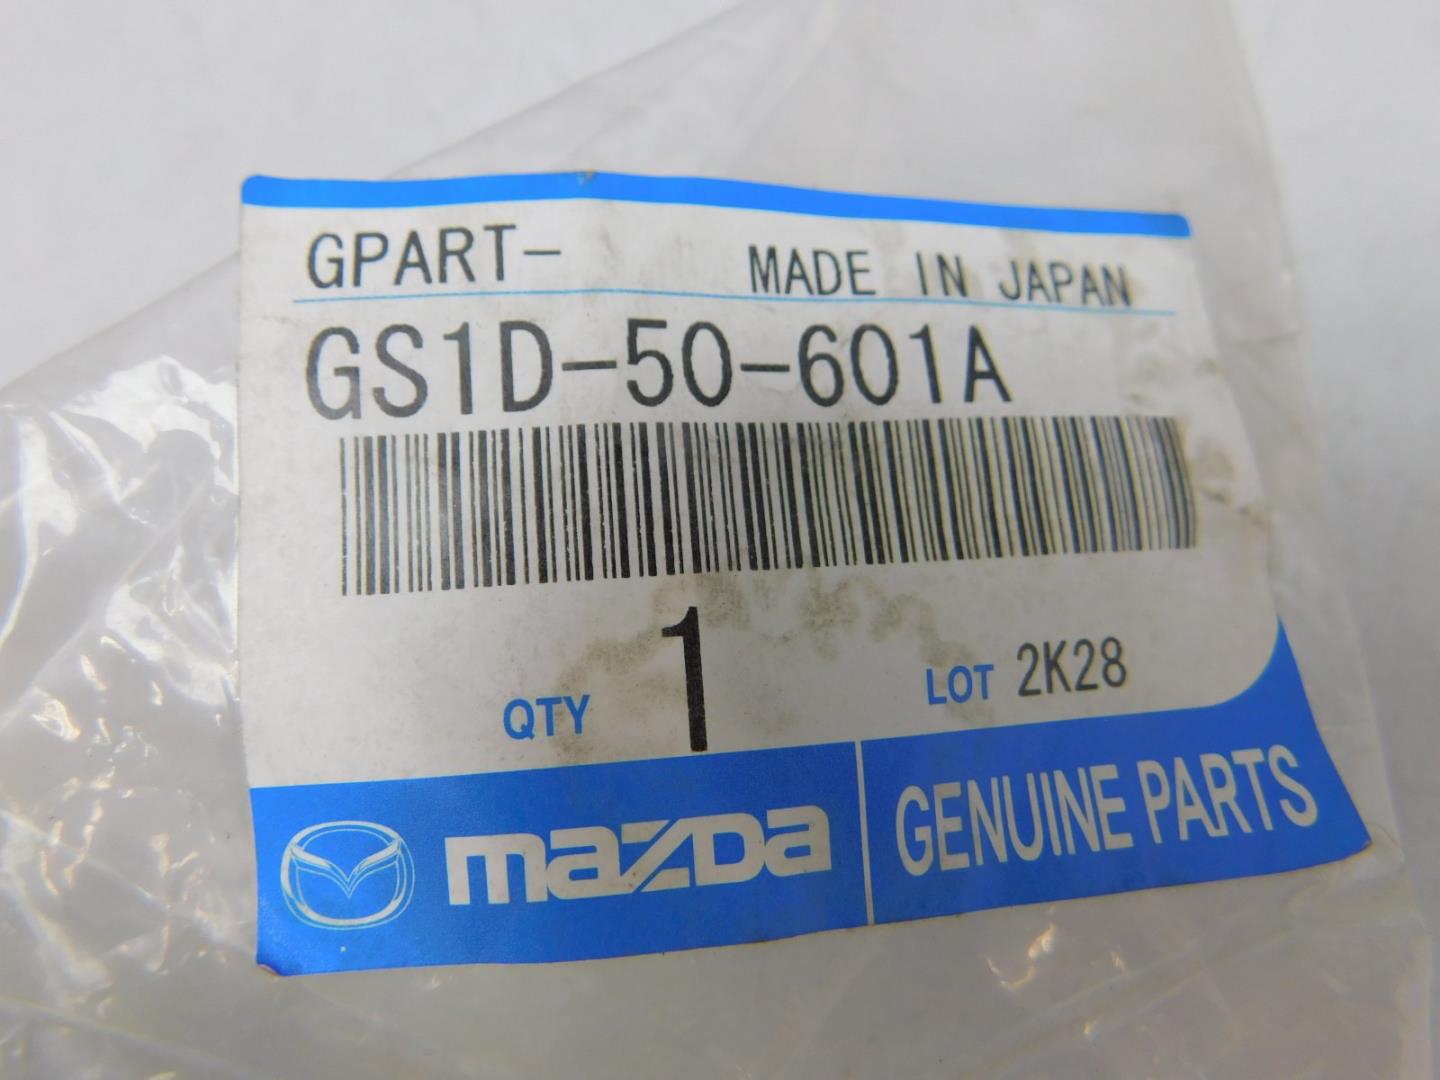 GPART- MADE IN JAPAN
GS1D-50-601A
QTY 1 LOT 2K28
mazda GENUINE PARTS